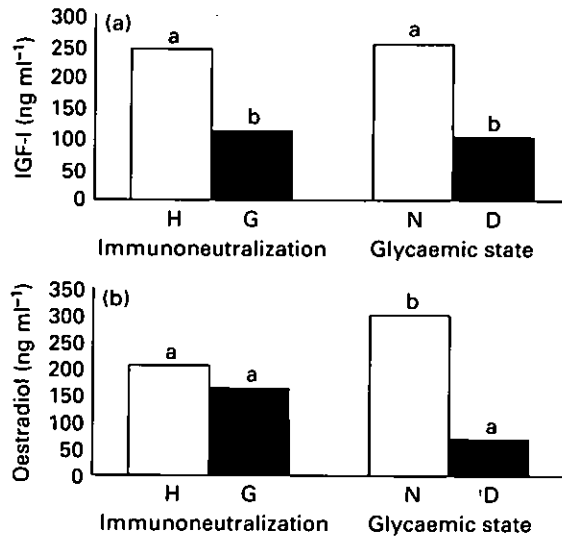 (a)
IGF-I (ng ml⁻¹)
300
250
200
150
100
50
0
a
b
a
b
H G N D
Immunoneutralization Glycaemic state
(b)
Oestradiol (ng ml⁻¹)
350
300
250
200
150
100
50
0
a
a
b
a
H G N 'D
Immunoneutralization Glycaemic state